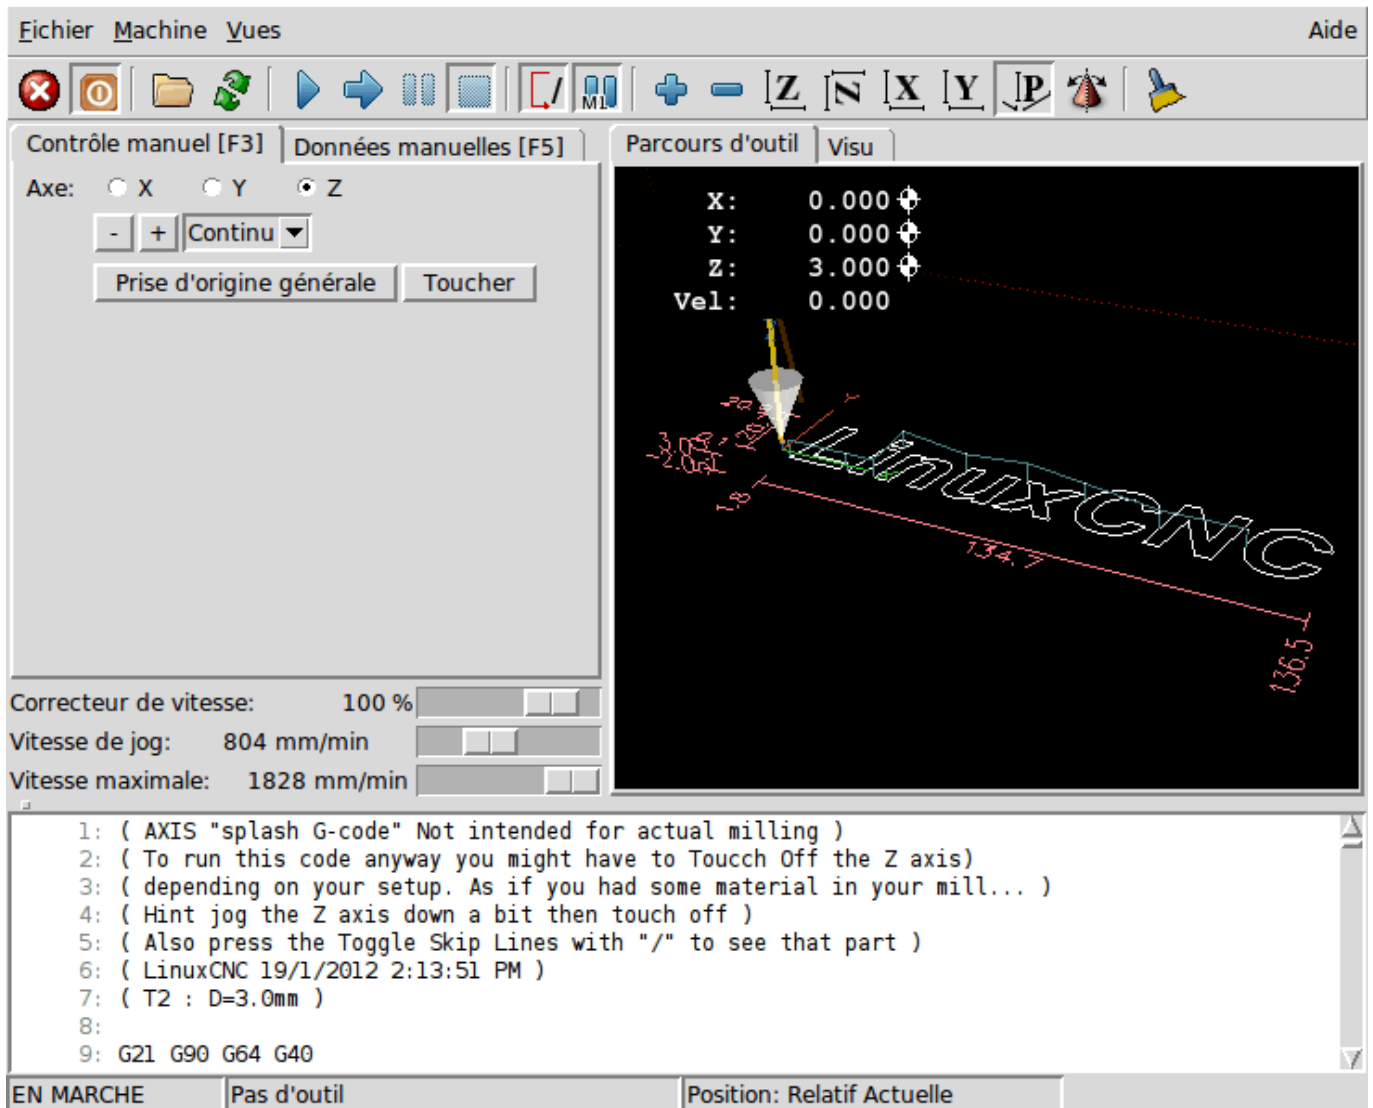 Fichier Machine Vues Aide
M1 Z N X Y P
Contrôle manuel [F3] Données manuelles [F5]
Axe: X Y Z
- + Continu
Prise d'origine générale Toucher
Parcours d'outil Visu
X: 0.000
Y: 0.000
Z: 3.000
Vel: 0.000
LinuxCNC
Y
1.8
134.7
136.5
Correcteur de vitesse: 100 %
Vitesse de jog: 804 mm/min
Vitesse maximale: 1828 mm/min
1: ( AXIS "splash G-code" Not intended for actual milling )
2: ( To run this code anyway you might have to Toucch Off the Z axis)
3: ( depending on your setup. As if you had some material in your mill... )
4: ( Hint jog the Z axis down a bit then touch off )
5: ( Also press the Toggle Skip Lines with "/" to see that part )
6: ( LinuxCNC 19/1/2012 2:13:51 PM )
7: ( T2 : D=3.0mm )
8:
9: G21 G90 G64 G40
EN MARCHE Pas d'outil Position: Relatif Actuelle